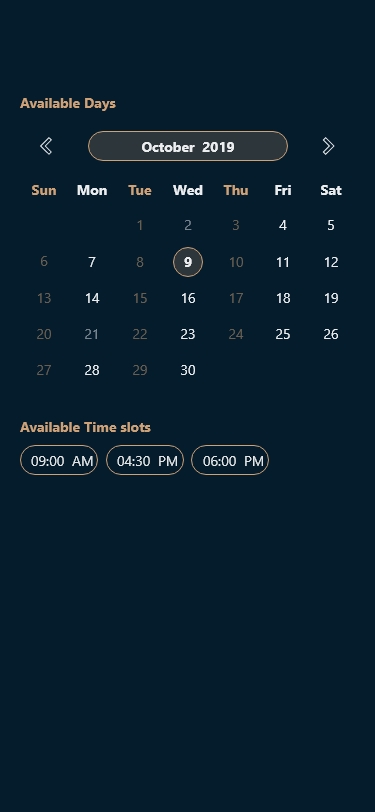 Available Days
October 2019
Sun Mon Tue Wed Thu Fri Sat
1 2 3 4 5
6 7 8 9 10 11 12
13 14 15 16 17 18 19
20 21 22 23 24 25 26
27 28 29 30
Available Time slots
09:00 AM 04:30 PM 06:00 PM